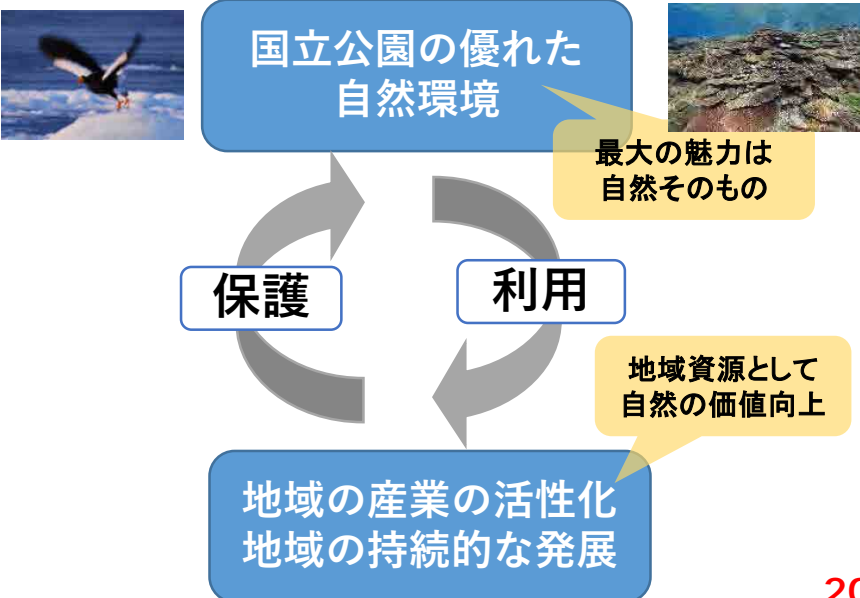 国立公園の優れた
自然環境
最大の魅力は
自然そのもの
保護
利用
地域資源として
自然の価値向上
地域の産業の活性化
地域の持続的な発展
20